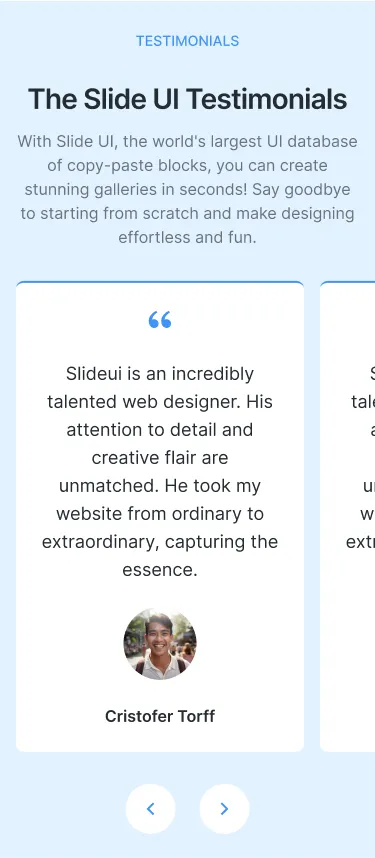 TESTIMONIALS
The Slide UI Testimonials
With Slide UI, the world's largest UI database
of copy-paste blocks, you can create
stunning galleries in seconds! Say goodbye
to starting from scratch and make designing
effortless and fun.
“
Slideui is an incredibly
talented web designer. His
attention to detail and
creative flair are
unmatched. He took my
website from ordinary to
extraordinary, capturing the
essence.
Cristofer Torff